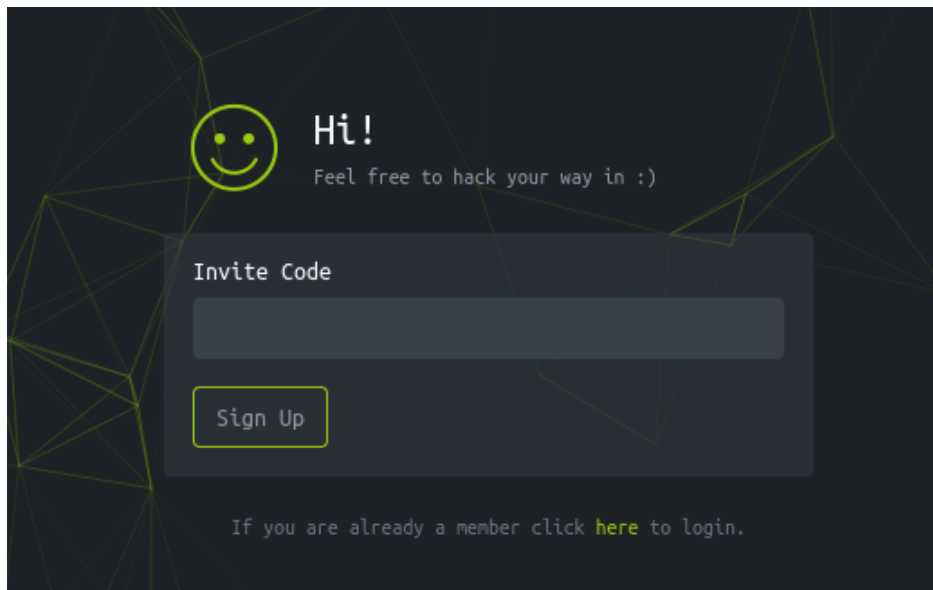 Hi!
Feel free to hack your way in :)
Invite Code
Sign Up
If you are already a member click here to login.